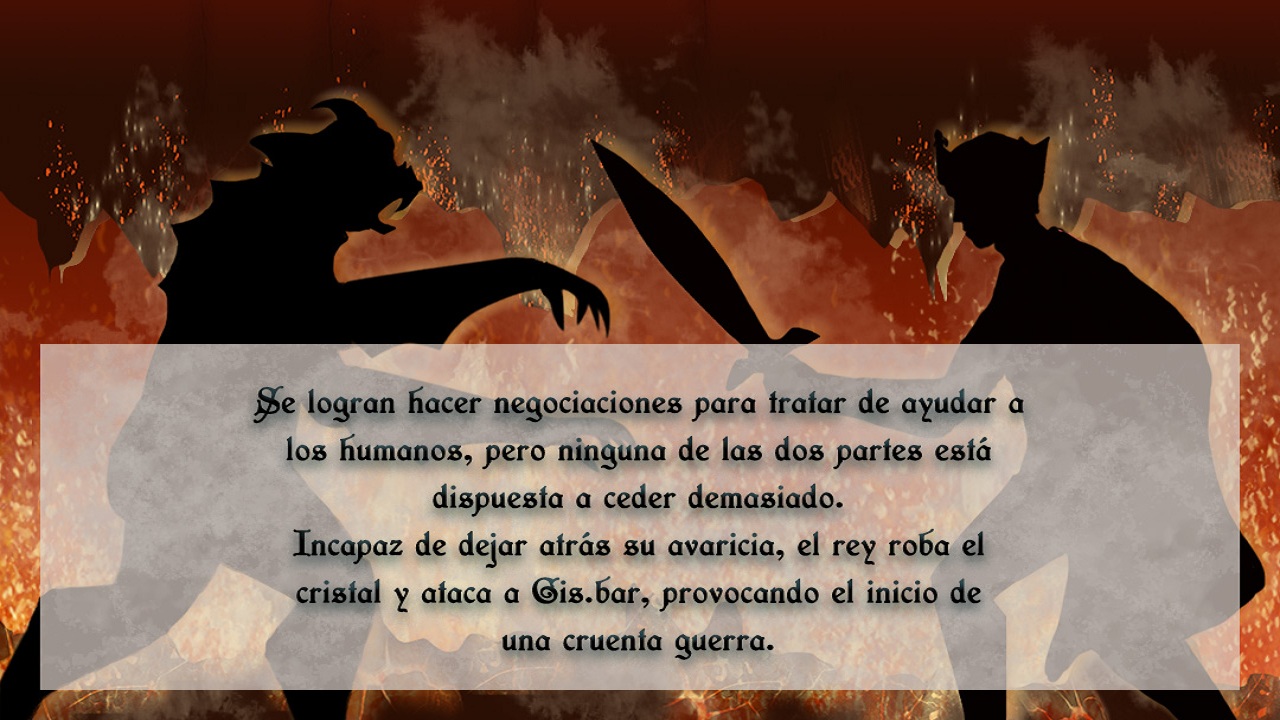 Se logran hacer negociaciones para tratar de ayudar a
los humanos, pero ninguna de las dos partes está
dispuesta a ceder demasiado.
Incapaz de dejar atrás su avaricia, el rey roba el
cristal y ataca a Gis.bar, provocando el inicio de
una cruenta guerra.